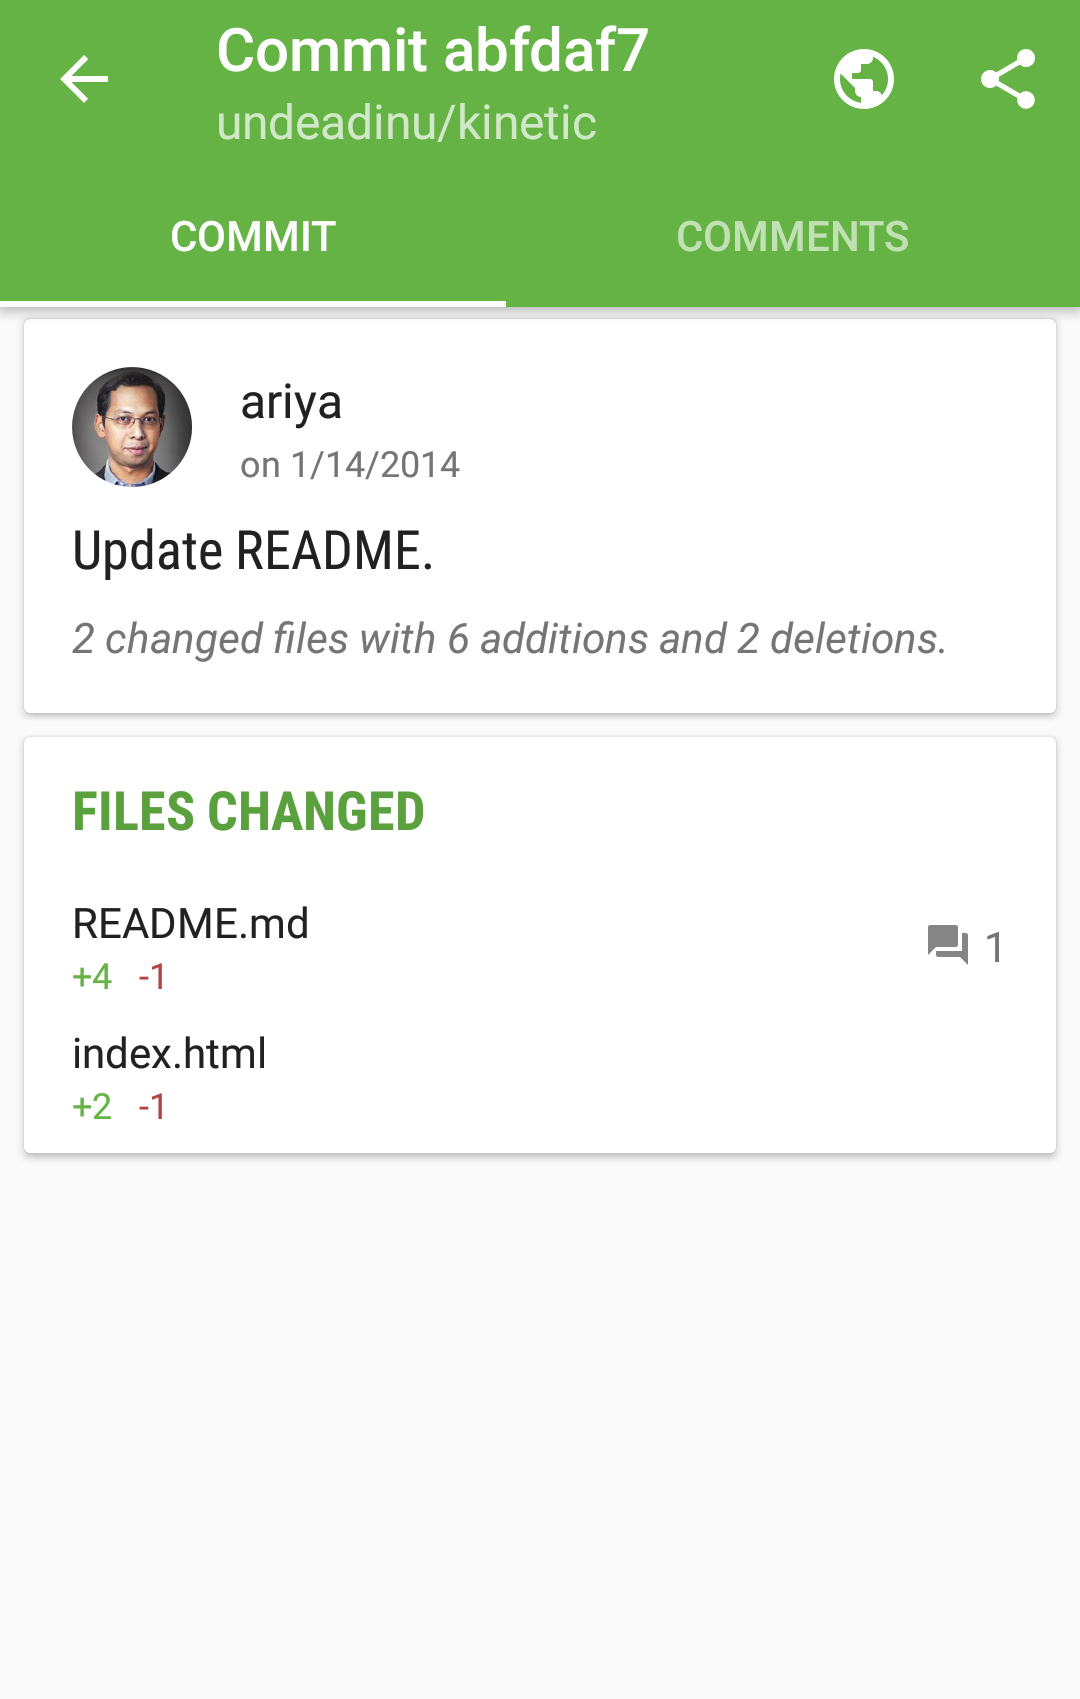 Commit abfdaf7
undeadinu/kinetic
COMMIT
COMMENTS
ariya
on 1/14/2014
Update README.
2 changed files with 6 additions and 2 deletions.
FILES CHANGED
README.md
+4 -1
1
index.html
+2 -1